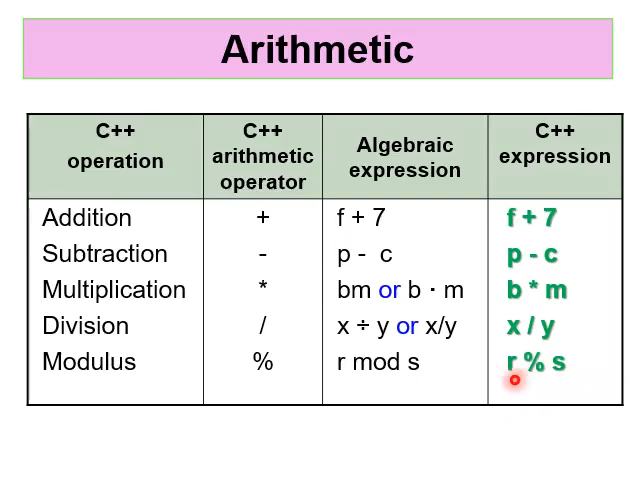 Arithmetic
C++ operation | C++ arithmetic operator | Algebraic expression | C++ expression
Addition + f + 7 f + 7
Subtraction - p - c p - c
Multiplication * bm or b · m b * m
Division / x ÷ y or x/y x / y
Modulus % r mod s r % s